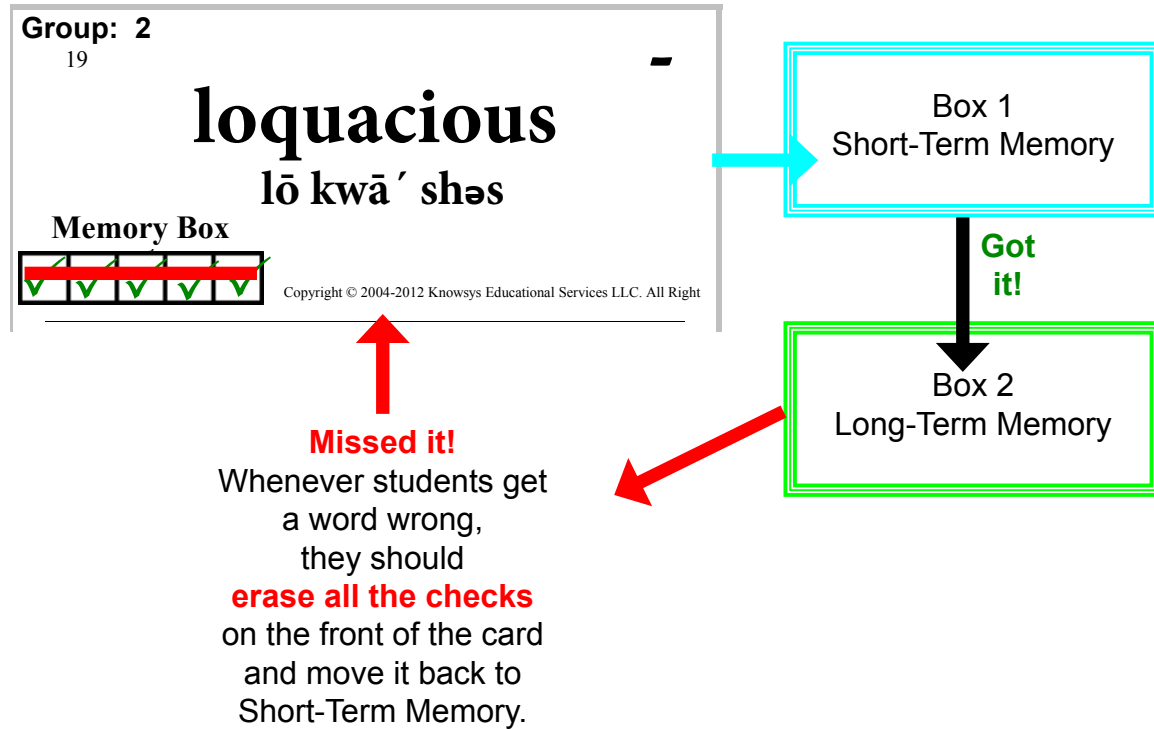 Group: 2
19
-
loquacious
lō kwā´ shəs
Memory Box
Copyright © 2004-2012 Knowsys Educational Services LLC. All Right
Box 1
Short-Term Memory
Got
it!
Box 2
Long-Term Memory
Missed it!
Whenever students get
a word wrong,
they should
erase all the checks
on the front of the card
and move it back to
Short-Term Memory.